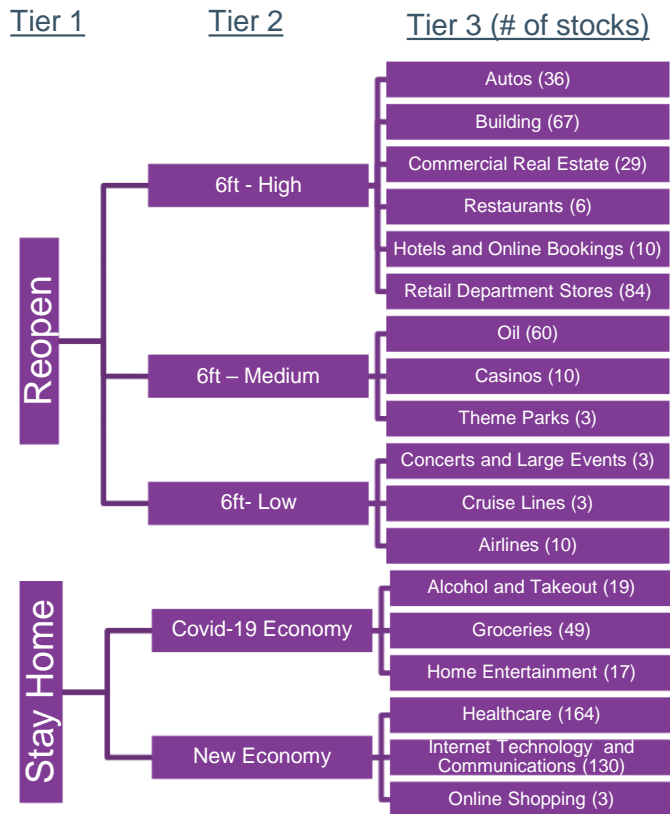 Tier 1
Tier 2
Tier 3 (# of stocks)
Reopen
6ft - High
Autos (36)
Building (67)
Commercial Real Estate (29)
Restaurants (6)
Hotels and Online Bookings (10)
Retail Department Stores (84)
6ft – Medium
Oil (60)
Casinos (10)
Theme Parks (3)
6ft- Low
Concerts and Large Events (3)
Cruise Lines (3)
Airlines (10)
Stay Home
Covid-19 Economy
Alcohol and Takeout (19)
Groceries (49)
Home Entertainment (17)
New Economy
Healthcare (164)
Internet Technology and
Communications (130)
Online Shopping (3)